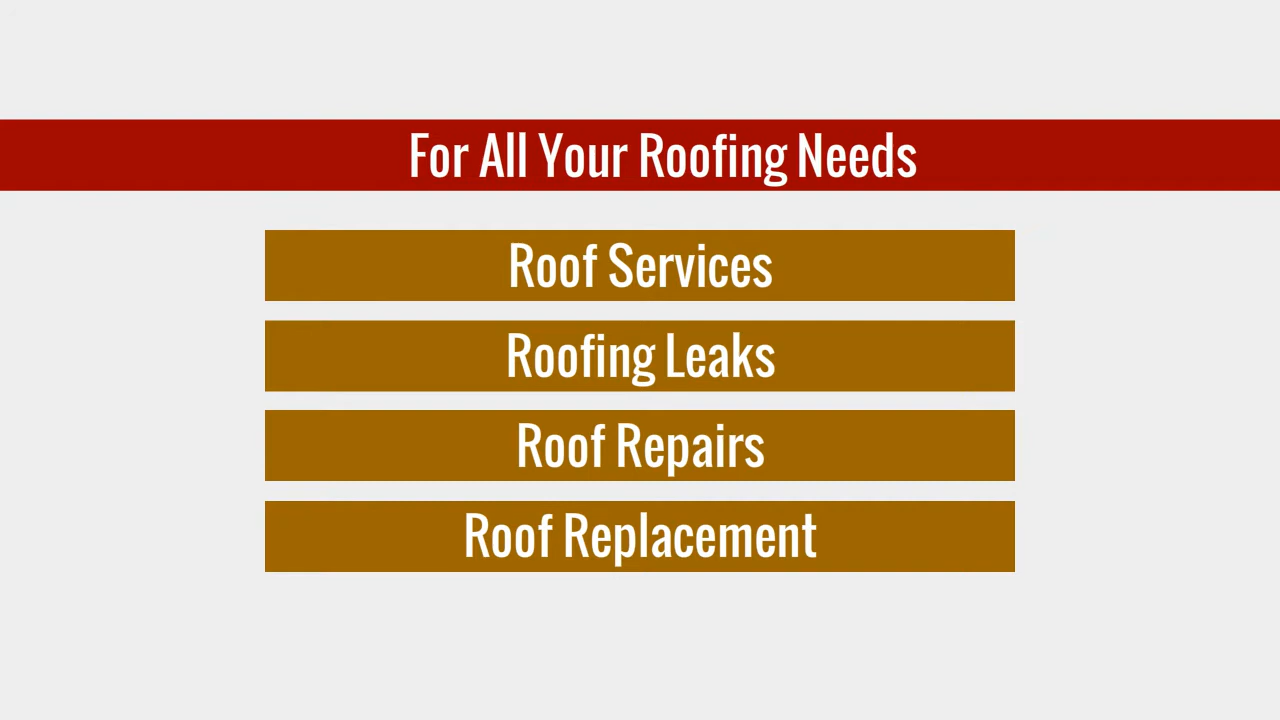 For All Your Roofing Needs
Roof Services
Roofing Leaks
Roof Repairs
Roof Replacement